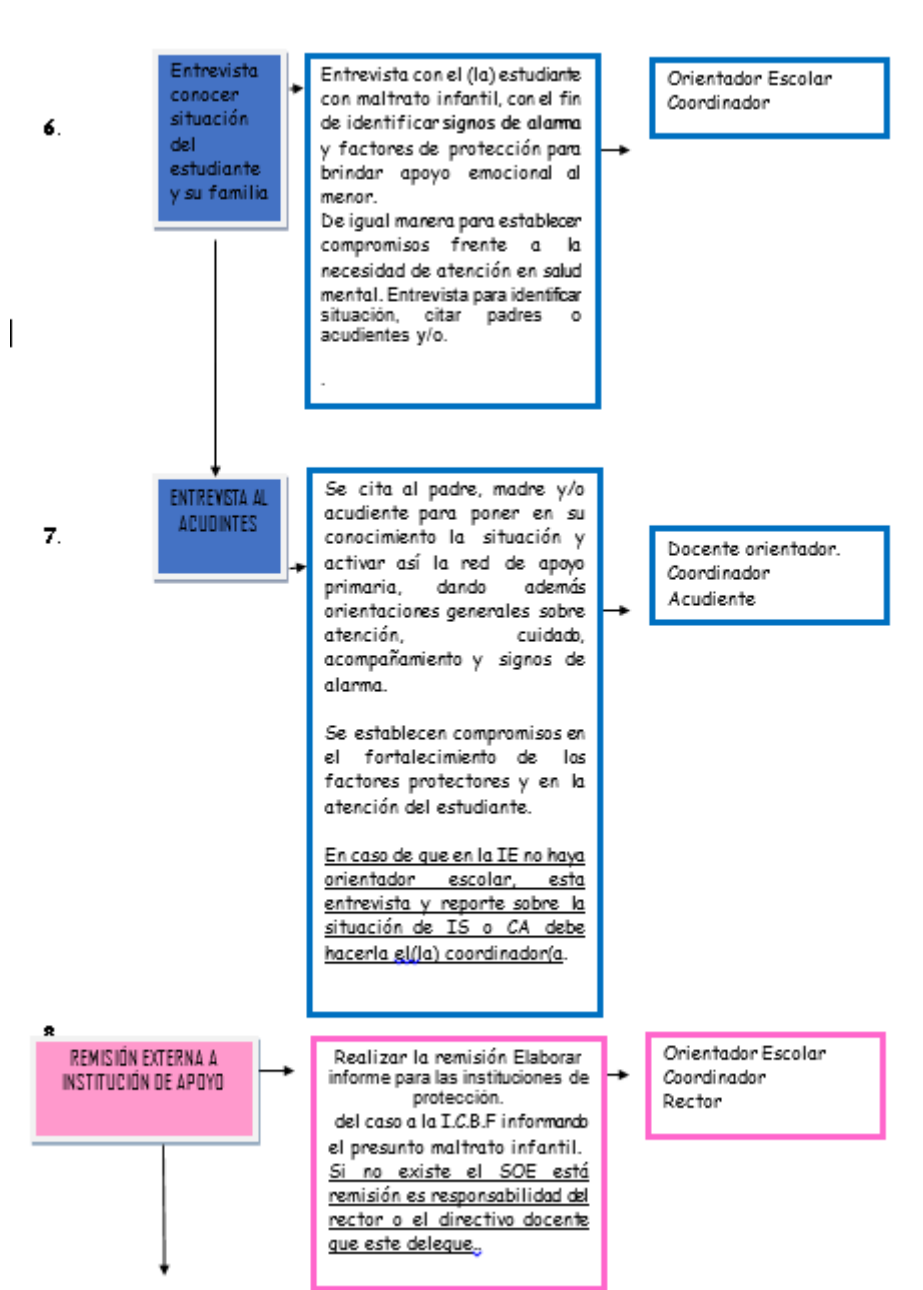 6.
Entrevista
conocer
situación
del
estudiante
y su familia
Entrevista con el (la) estudiante
con maltrato infantil, con el fin
de identificar signos de alarma
y factores de protección para
brindar apoyo emocional al
menor.
De igual manera para establecer
compromisos frente a la
necesidad de atención en salud
mental. Entrevista para identificar
situación, citar padres o
acudientes y/o.
.
Orientador Escolar
Coordinador
7.
ENTREVISTA AL
ACUDINTES
Se cita al padre, madre y/o
acudiente para poner en su
conocimiento la situación y
activar así la red de apoyo
primaria, dando además
orientaciones generales sobre
atención, cuidado,
acompañamiento y signos de
alarma.
Se establecen compromisos en
el fortalecimiento de los
factores protectores y en la
atención del estudiante.
En caso de que en la IE no haya
orientador escolar, esta
entrevista y reporte sobre la
situación de IS o CA debe
hacerla el(la) coordinador(a.
Docente orientador.
Coordinador
Acudiente
8
REMISIÓN EXTERNA A
INSTITUCIÓN DE APOYO
Realizar la remisión Elaborar
informe para las instituciones de
protección.
del caso a la I.C.B.F informando
el presunto maltrato infantil.
Si no existe el SOE está
remisión es responsabilidad del
rector o el directivo docente
que este delegue..
Orientador Escolar
Coordinador
Rector